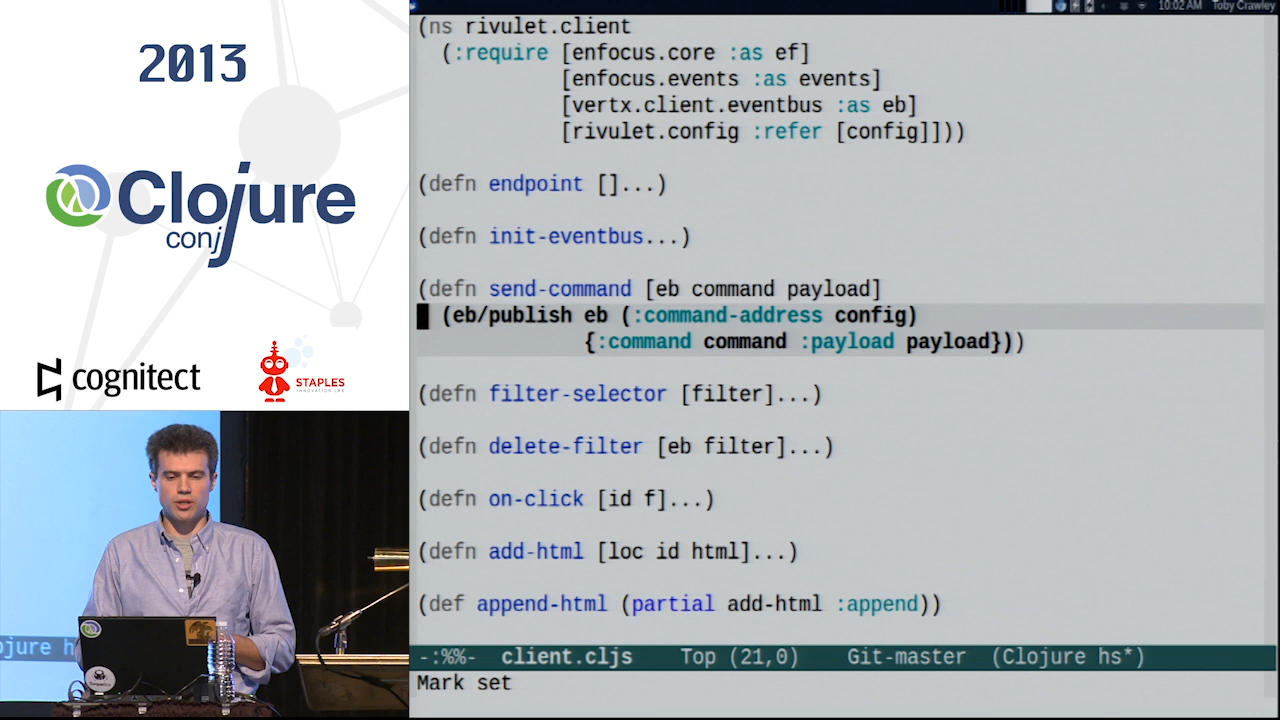 2013
Clojure
conj
cognitect
STAPLES
INNOVATION LAB
ojure h
10:02 AM Toby Crawley
(ns rivulet.client
(:require [enfocus.core :as ef]
[enfocus.events :as events]
[vertx.client.eventbus :as eb]
[rivulet.config :refer [config]]))
(defn endpoint []...)
(defn init-eventbus...)
(defn send-command [eb command payload]
(eb/publish eb (:command-address config)
{:command command :payload payload}))
(defn filter-selector [filter]...)
(defn delete-filter [eb filter]...)
(defn on-click [id f]...)
(defn add-html [loc id html]...)
(def append-html (partial add-html :append))
-:%%- client.cljs Top (21,0) Git-master (Clojure hs*)
Mark set